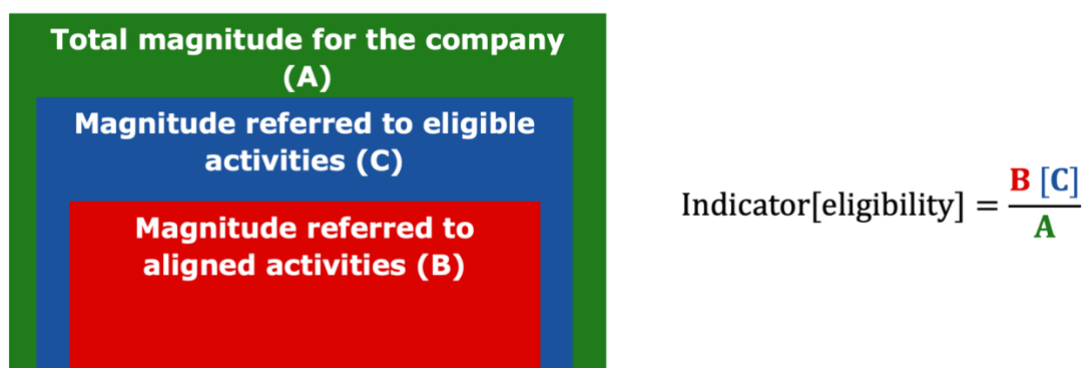 Total magnitude for the company
(A)
Magnitude referred to eligible
activities (C)
Magnitude referred to
aligned activities (B)
Indicator[eligibility] = B [C] / A